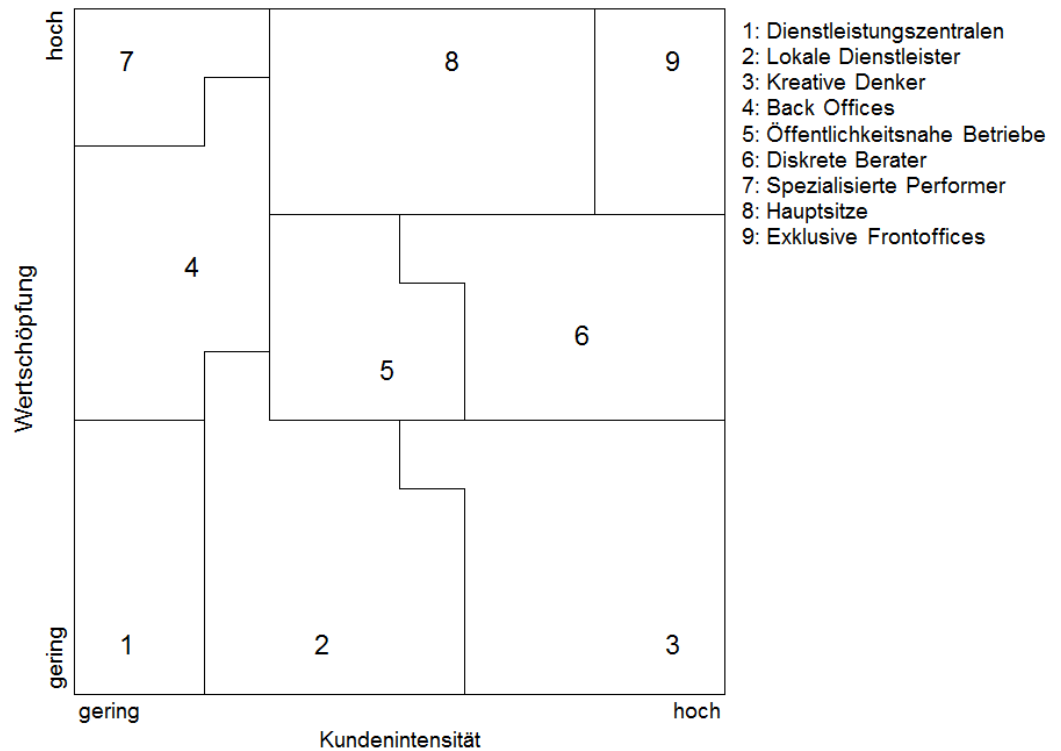 hoch
7
8
9
1: Dienstleistungszentralen
2: Lokale Dienstleister
3: Kreative Denker
4: Back Offices
5: Öffentlichkeitsnahe Betriebe
6: Diskrete Berater
7: Spezialisierte Performer
8: Hauptsitze
9: Exklusive Frontoffices
Wertschöpfung
4
6
5
gering
1
2
3
gering
hoch
Kundenintensität